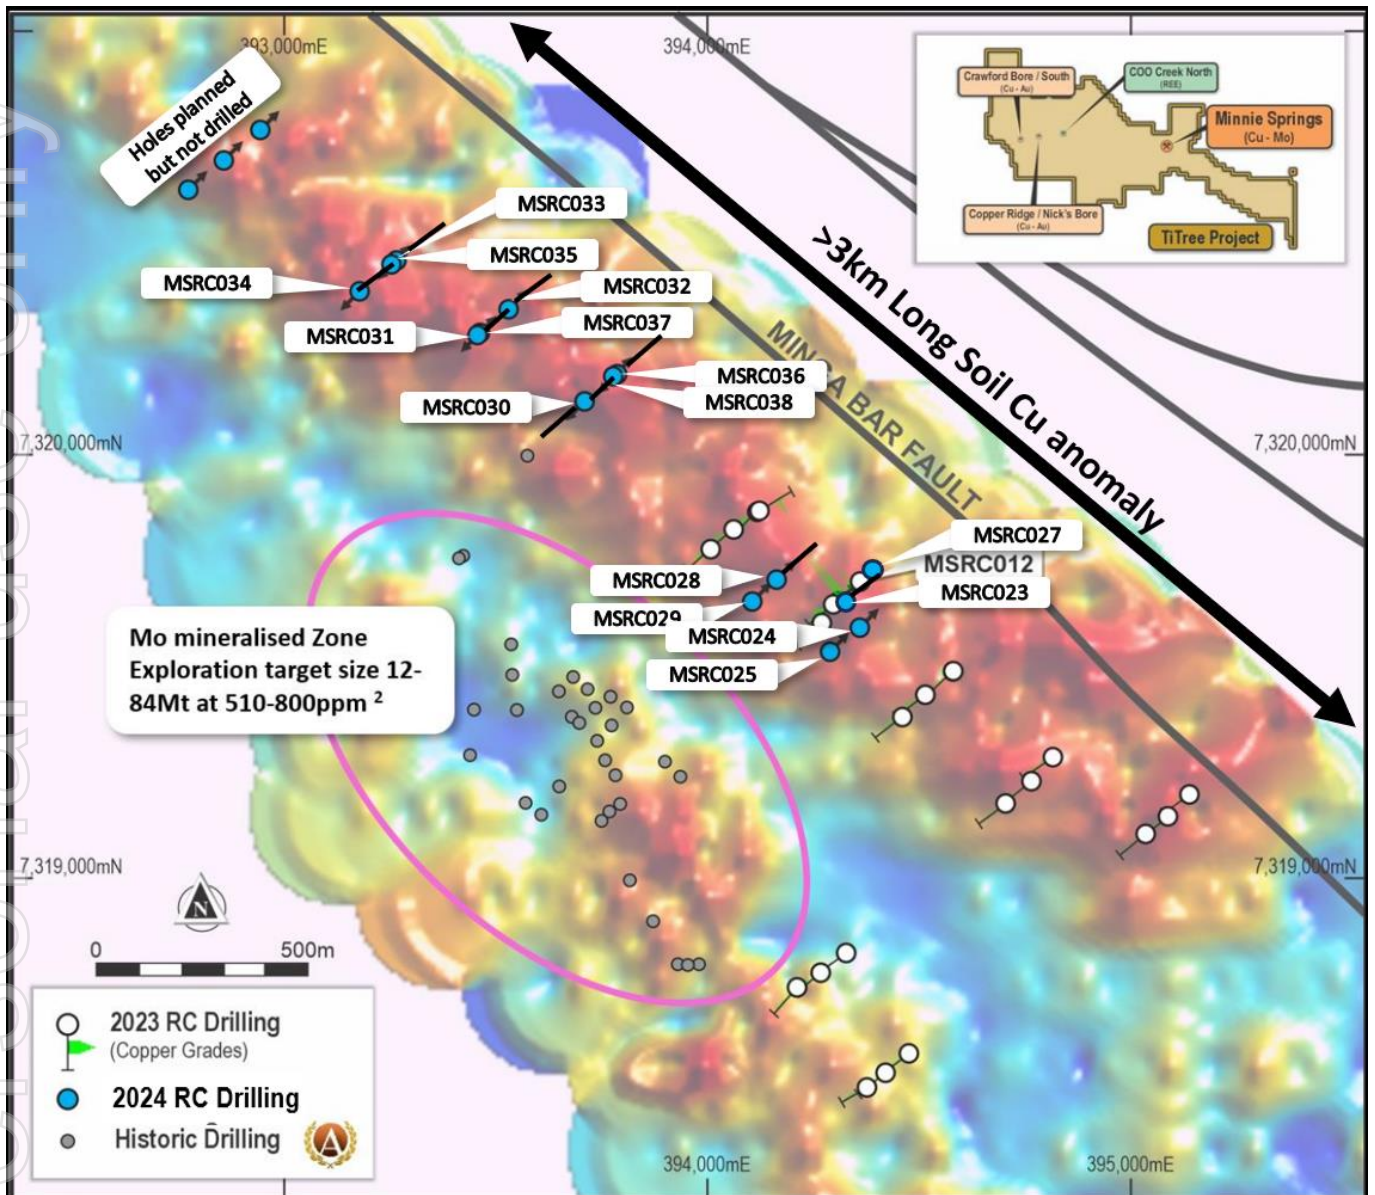 393,000mE
394,000mE
Holes planned
but not drilled
Crawford Bore / South
(Cu - Au)
COO Creek North
(REE)
Minnie Springs
(Cu - Mo)
Copper Ridge / Nick's Bore
(Cu - Au)
TiTree Project
>3km Long Soil Cu anomaly
MSRC033
MSRC035
MSRC034
MSRC032
MSRC037
MSRC031
MSRC036
MSRC038
MSRC030
MINGA BAR FAULT
7,320,000mN
7,320,000mN
MSRC027
MSRC012
MSRC028
MSRC023
MSRC029
MSRC024
MSRC025
Mo mineralised Zone
Exploration target size 12-
84Mt at 510-800ppm 2
7,319,000mN
7,319,000mN
N
0 500m
2023 RC Drilling
(Copper Grades)
2024 RC Drilling
Historic Drilling
A
394,000mE
395,000mE